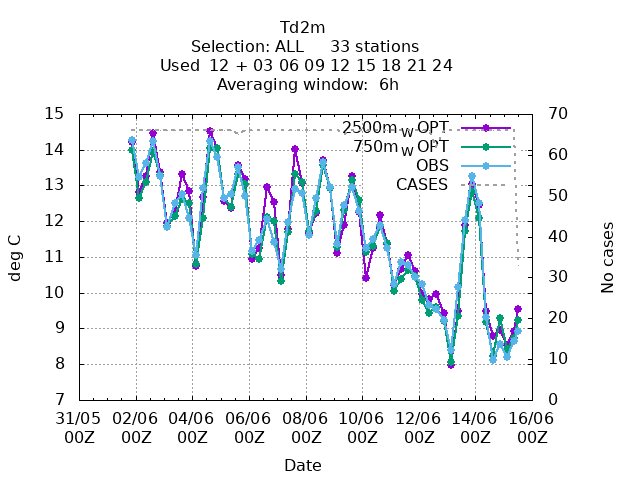 Td2m
Selection: ALL 33 stations
Used 12 + 03 06 09 12 15 18 21 24
Averaging window: 6h
15
14
13
12
11
10
9
8
7
deg C
70
60
50
40
30
20
10
0
No cases
2500m_W OPT
750m_W OPT
OBS
CASES
31/05 02/06 04/06 06/06 08/06 10/06 12/06 14/06 16/06
00Z 00Z 00Z 00Z 00Z 00Z 00Z 00Z 00Z
Date